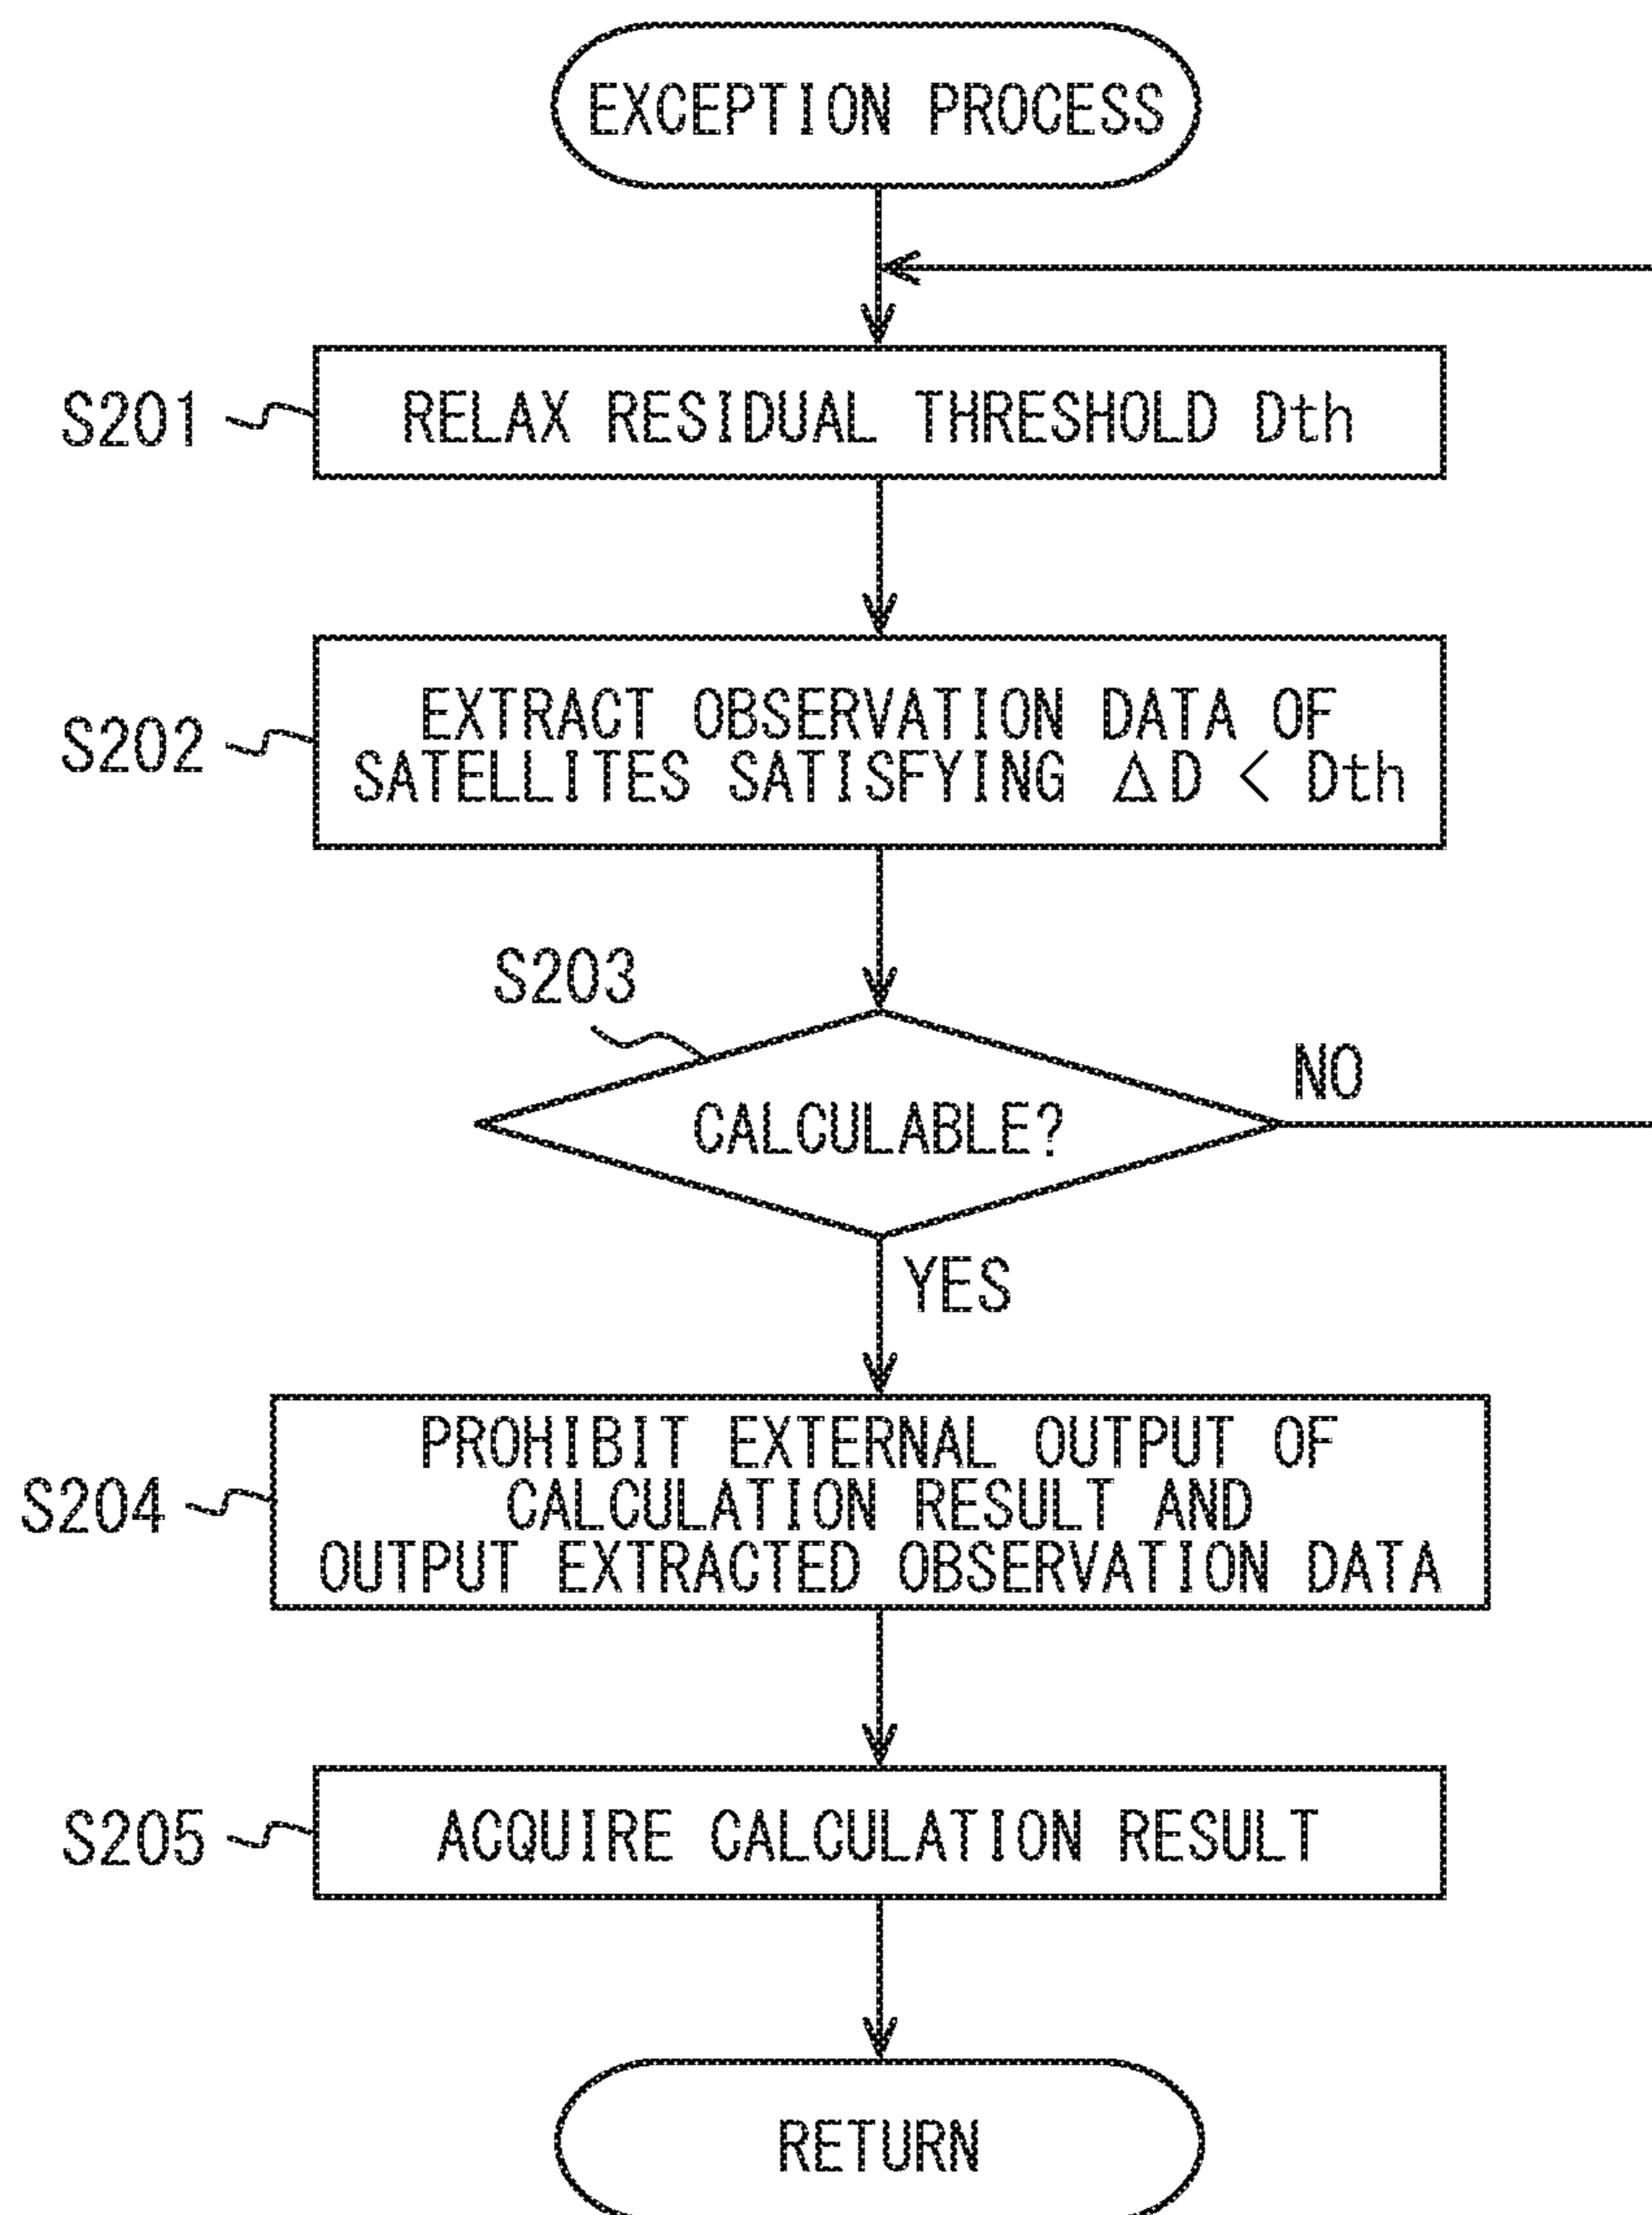 EXCEPTION PROCESS
S201
RELAX RESIDUAL THRESHOLD Dth
S202
EXTRACT OBSERVATION DATA OF
SATELLITES SATISFYING ΔD < Dth
S203
CALCULABLE?
NO
YES
S204
PROHIBIT EXTERNAL OUTPUT OF
CALCULATION RESULT AND
OUTPUT EXTRACTED OBSERVATION DATA
S205
ACQUIRE CALCULATION RESULT
RETURN